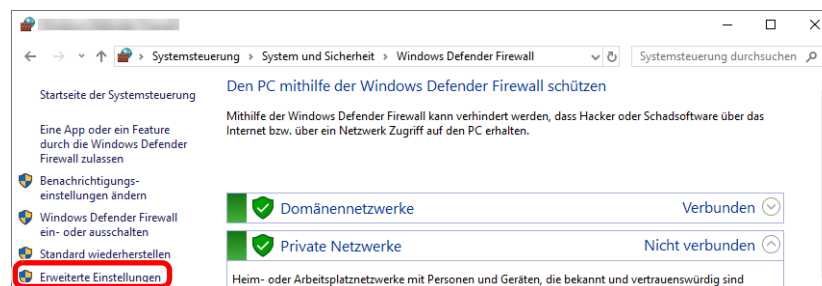 Systemsteuerung > System und Sicherheit > Windows Defender Firewall
Systemsteuerung durchsuchen
Startseite der Systemsteuerung
Eine App oder ein Feature
durch die Windows Defender
Firewall zulassen
Benachrichtigungs-
einstellungen ändern
Windows Defender Firewall
ein- oder ausschalten
Standard wiederherstellen
Erweiterte Einstellungen
Den PC mithilfe der Windows Defender Firewall schützen
Mithilfe der Windows Defender Firewall kann verhindert werden, dass Hacker oder Schadsoftware über das
Internet bzw. über ein Netzwerk Zugriff auf den PC erhalten.
Domänennetzwerke
Verbunden
Private Netzwerke
Nicht verbunden
Heim- oder Arbeitsplatznetzwerke mit Personen und Geräten, die bekannt und vertrauenswürdig sind